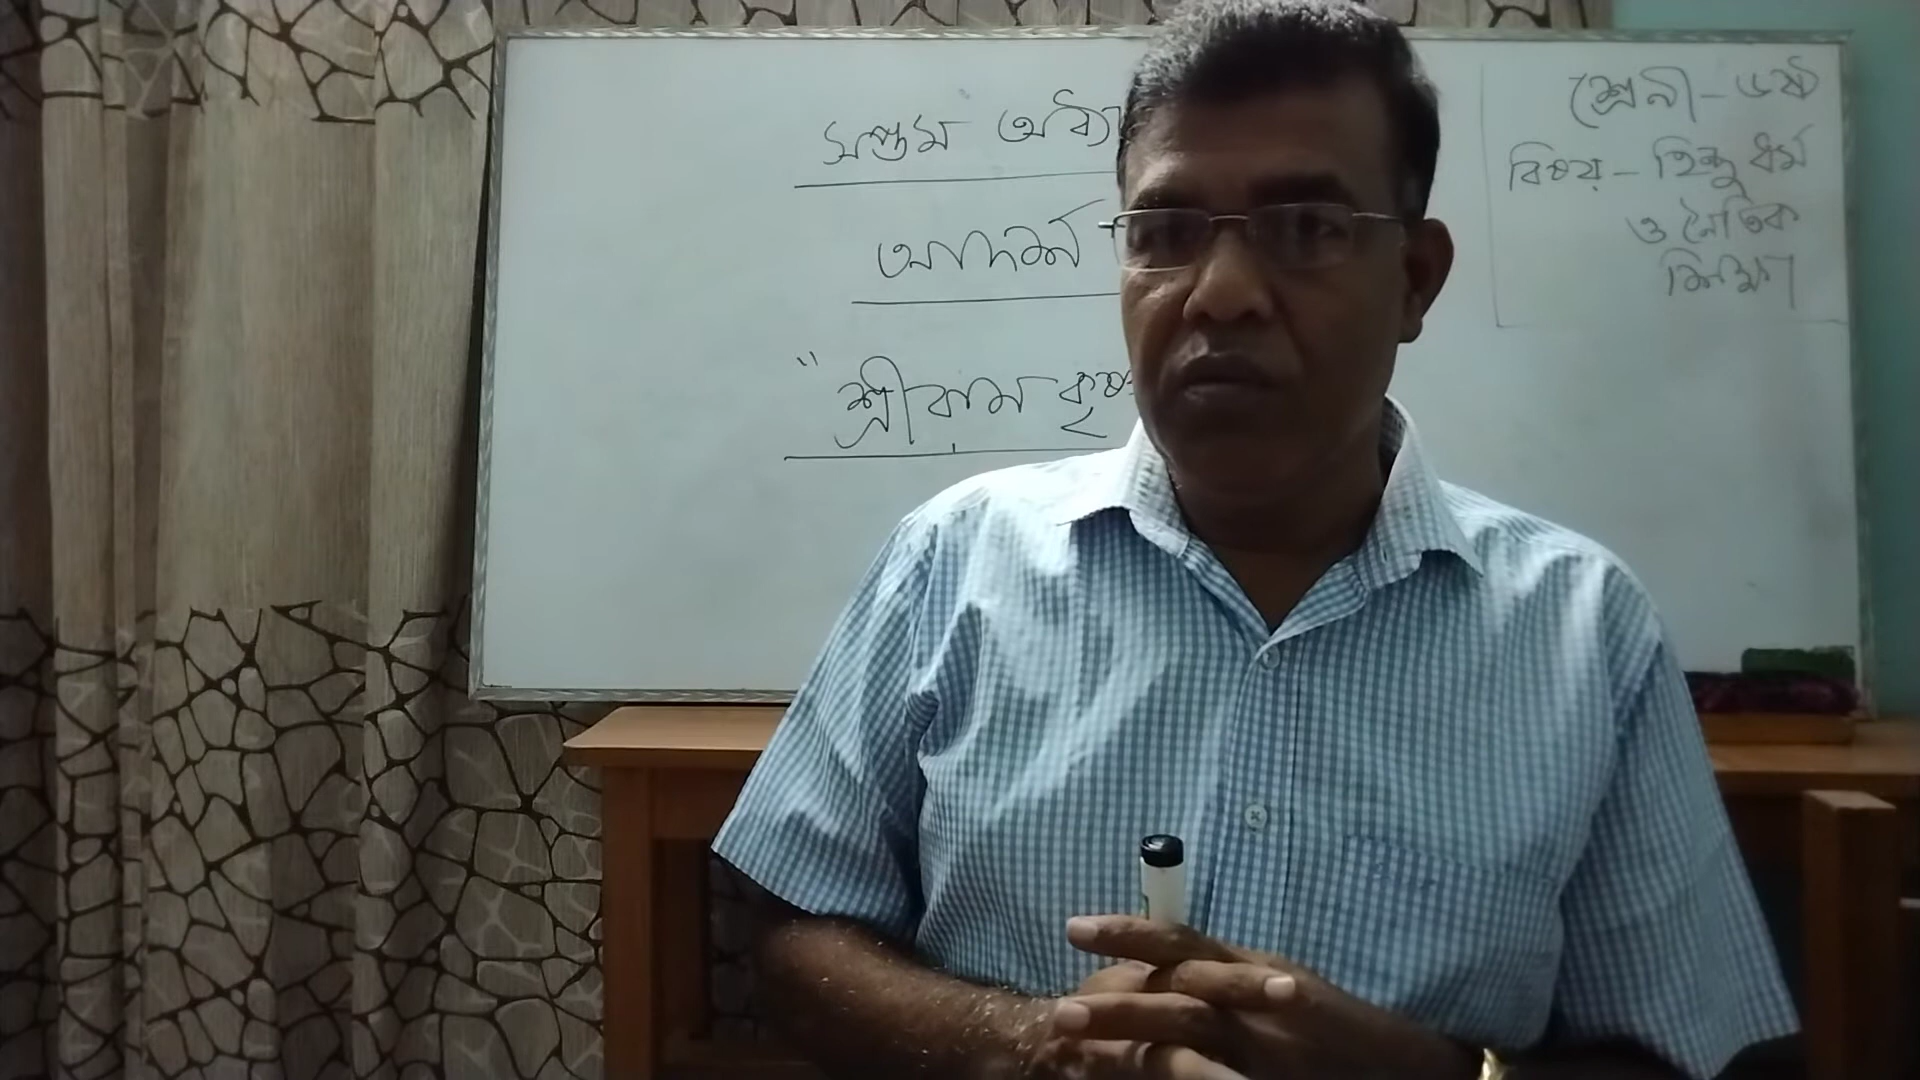 সপ্তম অধ্যা
আদর্শ
"শ্রীরাম কৃষ্ণ
শ্রেনী - ৬ষ্ঠ
বিষয় - হিন্দু ধর্ম
ও নৈতিক
শিক্ষা